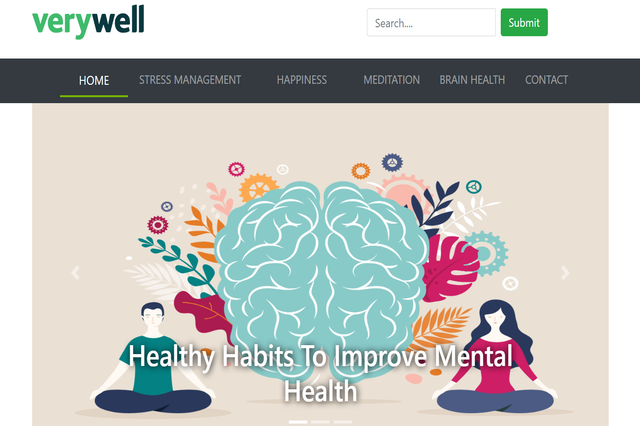 verywell
Search....
Submit
HOME
STRESS MANAGEMENT
HAPPINESS
MEDITATION
BRAIN HEALTH
CONTACT
Healthy Habits To Improve Mental
Health